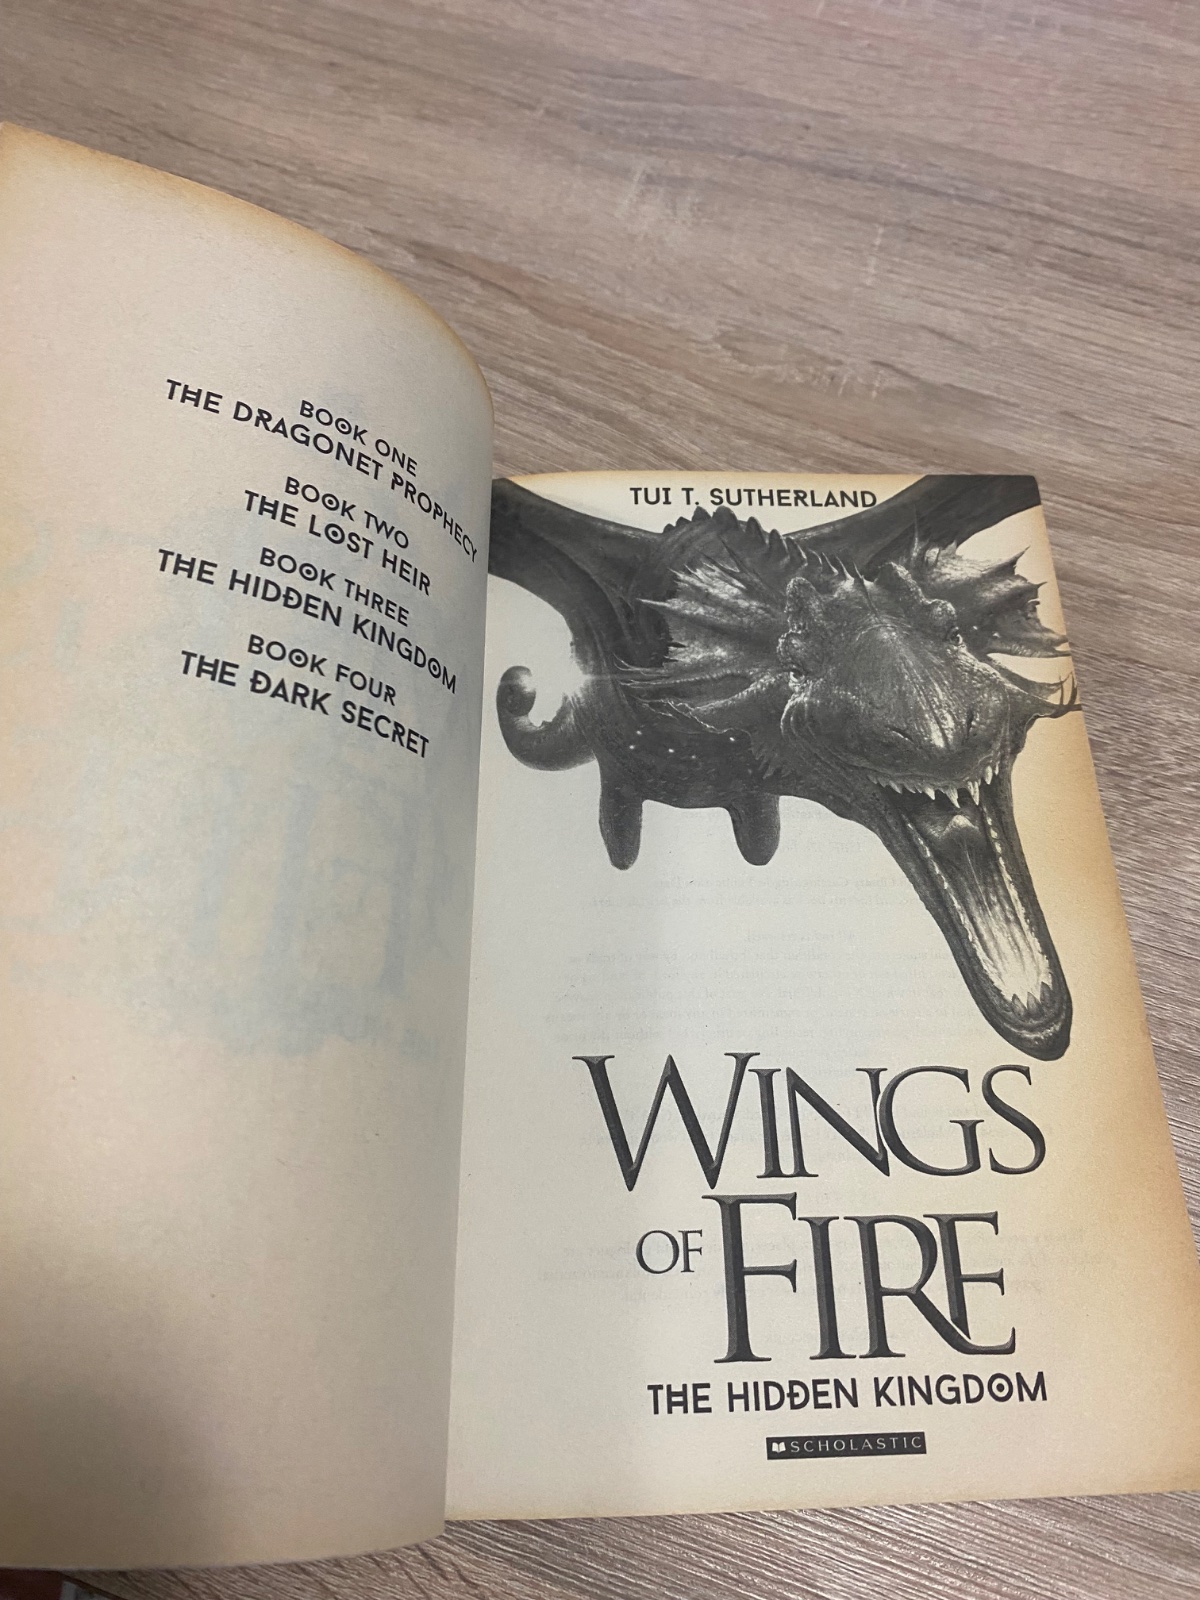 BOOK ONE
THE DRAGONET PROPHECY
BOOK TWO
THE LOST HEIR
BOOK THREE
THE HIDDEN KINGDOM
BOOK FOUR
THE DARK SECRET
TUI T. SUTHERLAND
WINGS
OF FIRE
THE HIDDEN KINGDOM
SCHOLASTIC